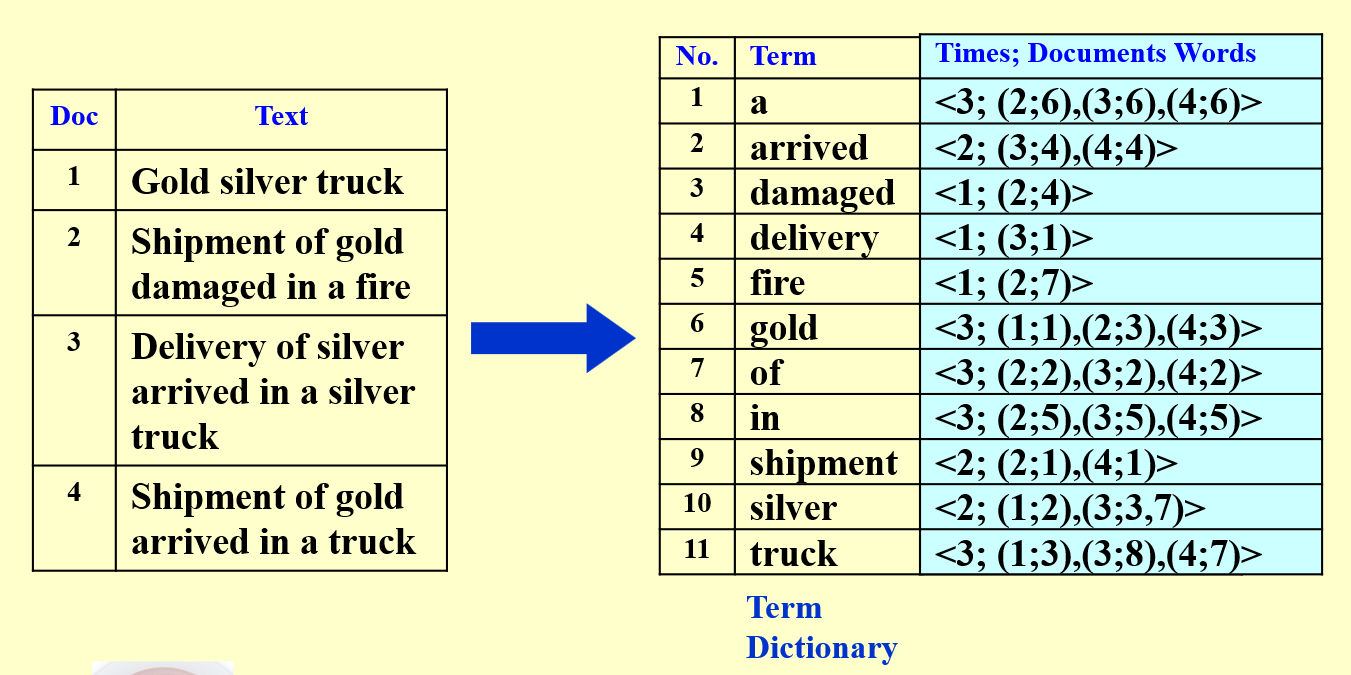 Doc Text
1 Gold silver truck
2 Shipment of gold
damaged in a fire
3 Delivery of silver
arrived in a silver
truck
4 Shipment of gold
arrived in a truck
No. Term Times; Documents Words
1 a <3; (2;6),(3;6),(4;6)>
2 arrived <2; (3;4),(4;4)>
3 damaged <1; (2;4)>
4 delivery <1; (3;1)>
5 fire <1; (2;7)>
6 gold <3; (1;1),(2;3),(4;3)>
7 of <3; (2;2),(3;2),(4;2)>
8 in <3; (2;5),(3;5),(4;5)>
9 shipment <2; (2;1),(4;1)>
10 silver <2; (1;2),(3;3,7)>
11 truck <3; (1;3),(3;8),(4;7)>
Term
Dictionary